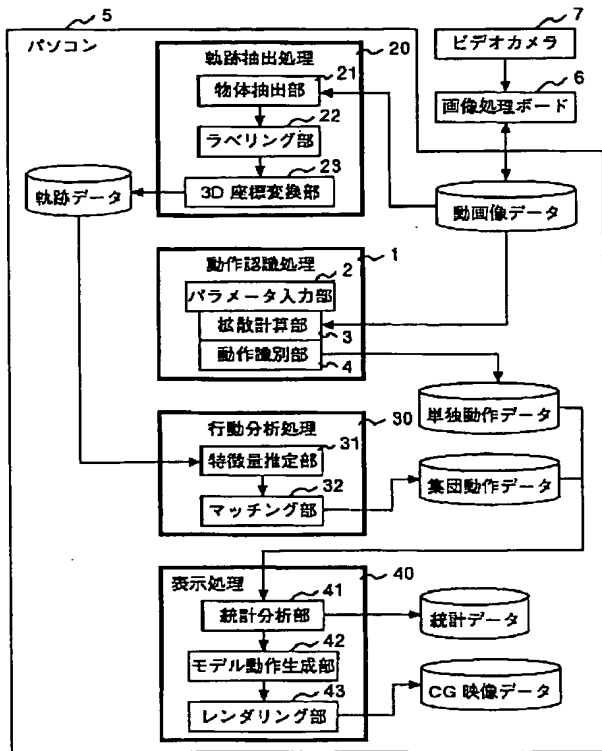 5
パソコン
軌跡抽出処理
20
21
物体抽出部
22
ラベリング部
23
3D 座標変換部
7
ビデオカメラ
6
画像処理ボード
軌跡データ
動画像データ
動作認識処理
1
2
パラメータ入力部
拡散計算部
3
動作識別部
4
単独動作データ
行動分析処理
30
31
特徴量推定部
32
マッチング部
集団動作データ
表示処理
40
41
統計分析部
統計データ
42
モデル動作生成部
43
レンダリング部
CG 映像データ